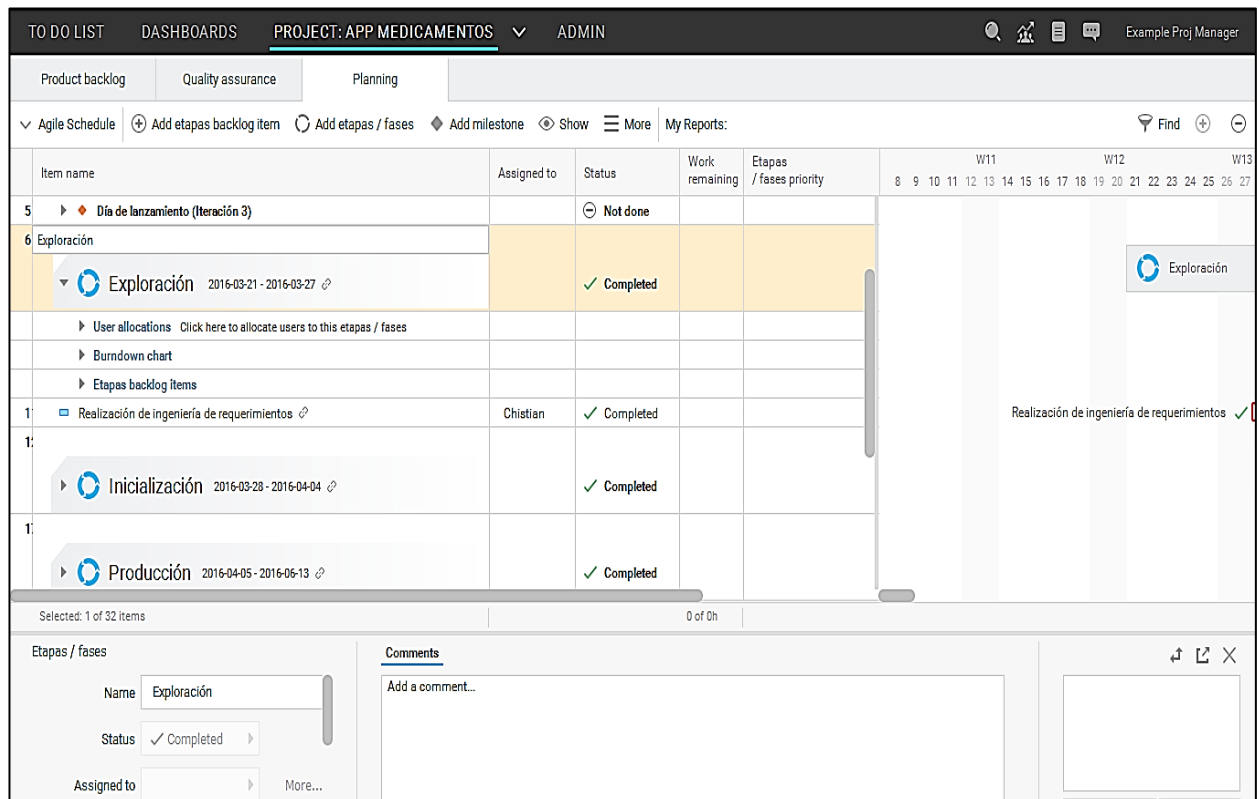 TO DO LIST DASHBOARDS PROJECT: APP MEDICAMENTOS ADMIN Example Proj Manager
Product backlog Quality assurance Planning
Agile Schedule Add etapas backlog item Add etapas / fases Add milestone Show More My Reports: Find
Item name Assigned to Status Work remaining Etapas / fases priority W11 W12 W13
8 9 10 11 12 13 14 15 16 17 18 19 20 21 22 23 24 25 26 27
5 Día de lanzamiento (Iteración 3) Not done
6 Exploración
Exploración 2016-03-21 - 2016-03-27 Completed Exploración
User allocations Click here to allocate users to this etapas / fases
Burndown chart
Etapas backlog items
Realización de ingeniería de requerimientos Chistian Completed Realización de ingeniería de requerimientos
Inicialización 2016-03-28 - 2016-04-04 Completed
Producción 2016-04-05 - 2016-06-13 Completed
Selected: 1 of 32 items 0 of 0h
Etapas / fases Comments
Name Exploración Add a comment...
Status Completed
Assigned to More...